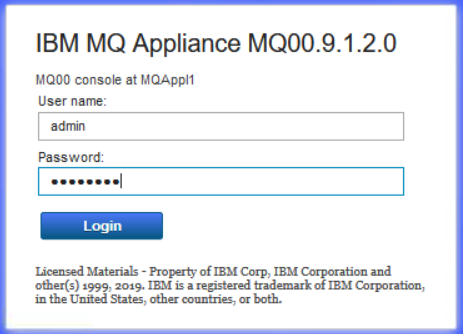 IBM MQ Appliance MQ00.9.1.2.0
MQ00 console at MQAppl1
User name:
admin
Password:
••••••••
Login
Licensed Materials - Property of IBM Corp, IBM Corporation and
other(s) 1999, 2019. IBM is a registered trademark of IBM Corporation,
in the United States, other countries, or both.